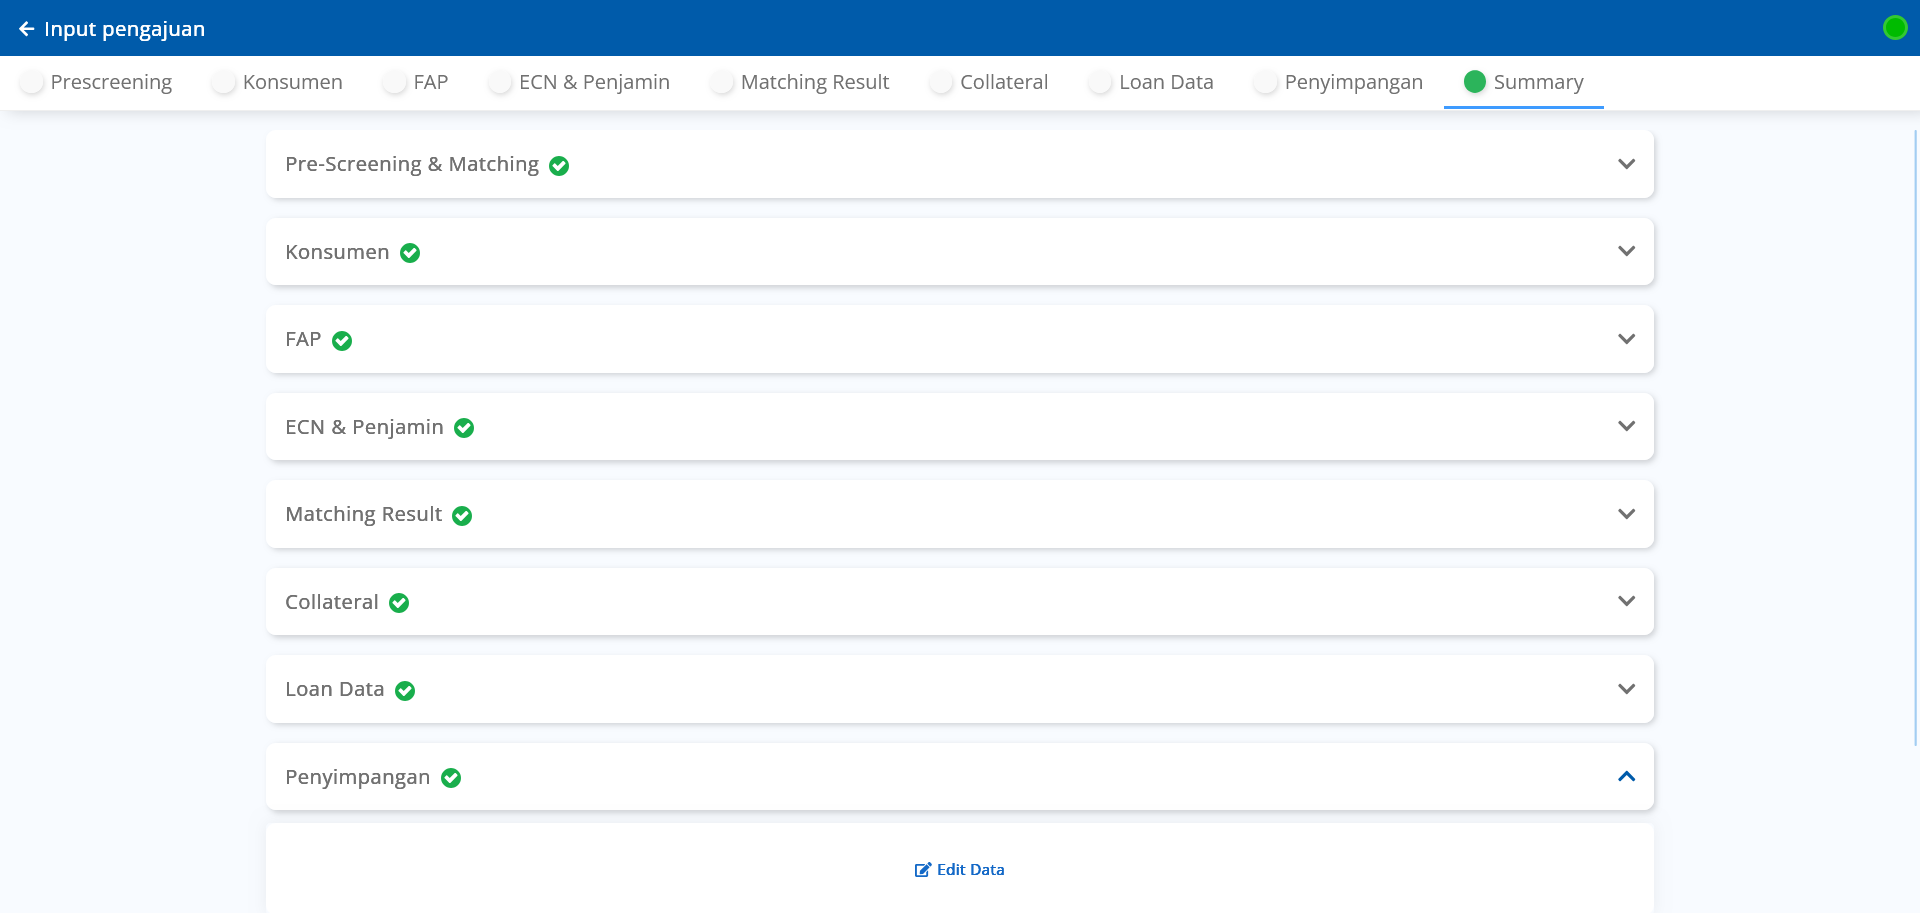 Input pengajuan
Prescreening Konsumen FAP ECN & Penjamin Matching Result Collateral Loan Data Penyimpangan Summary
Pre-Screening & Matching
Konsumen
FAP
ECN & Penjamin
Matching Result
Collateral
Loan Data
Penyimpangan
Edit Data